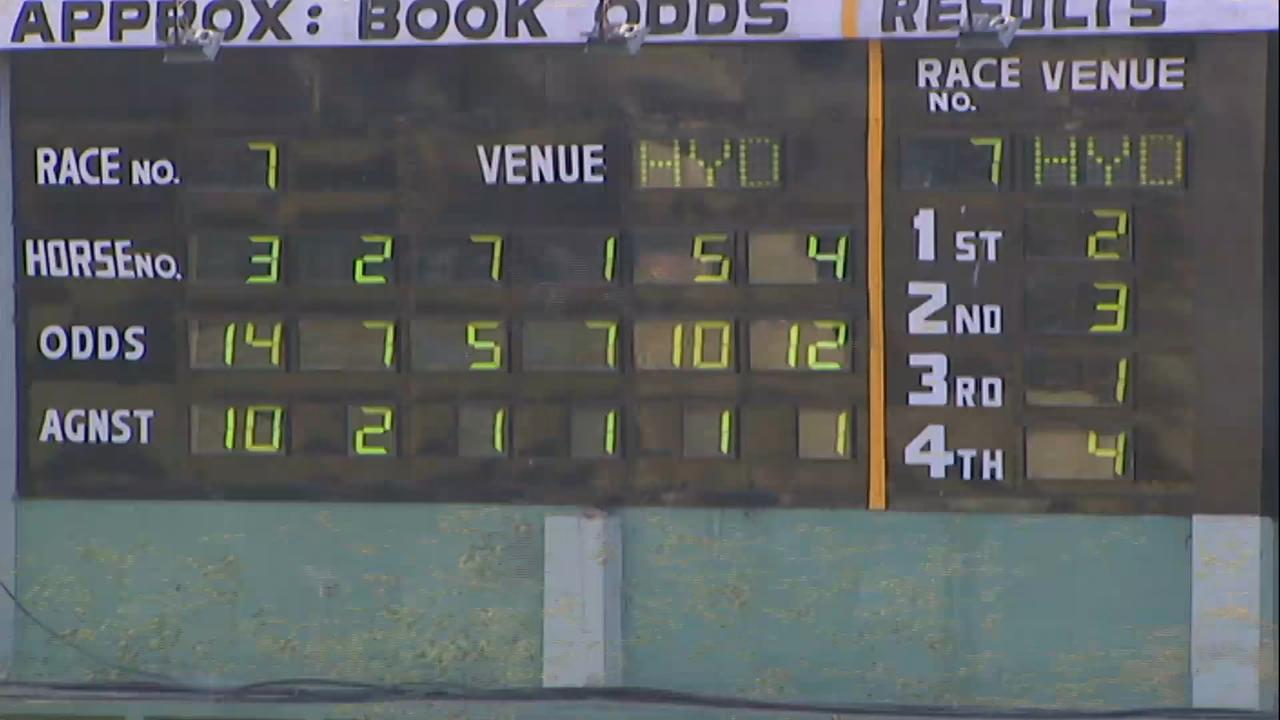 APPROX: BOOK ODDS
RACE NO. 7 VENUE HYD
HORSE NO. 3 2 7 1 5 4
ODDS 14 7 5 7 10 12
AGNST 10 2 1 1 1 1
RESULTS
RACE NO. VENUE
7 HYD
1ST 2
2ND 3
3RD 1
4TH 4